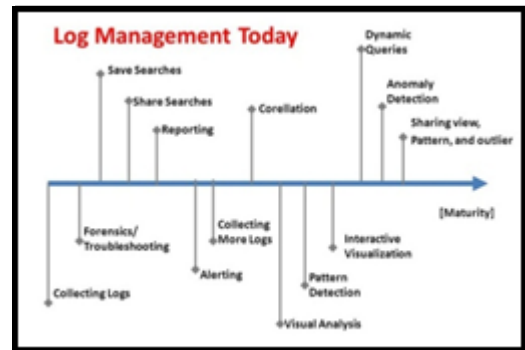 Log Management Today
Dynamic
Queries
Save Searches
Anomaly
Detection
Share Searches
Corellation
Sharing view,
Pattern, and outlier
Reporting
[Maturity]
Forensics/
Troubleshooting
Collecting
More Logs
Interactive
Visualization
Alerting
Pattern
Detection
Collecting Logs
Visual Analysis